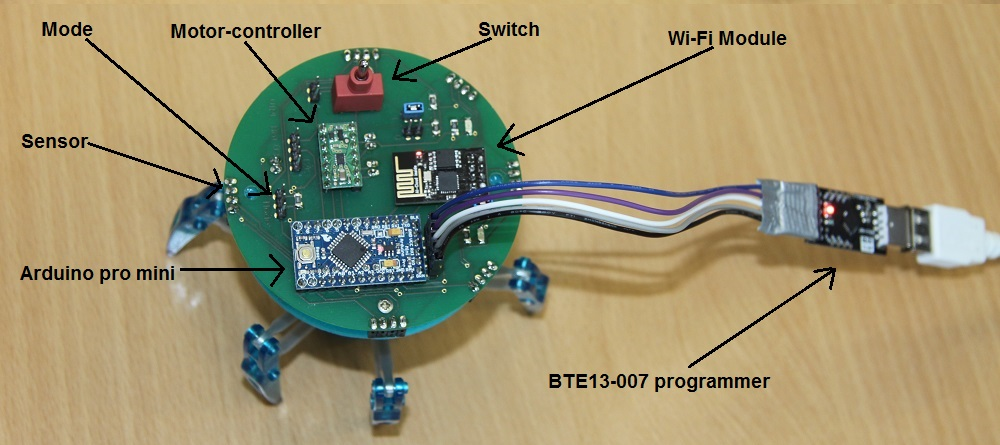 Mode
Motor-controller
Switch
Wi-Fi Module
Sensor
Arduino pro mini
BTE13-007 programmer